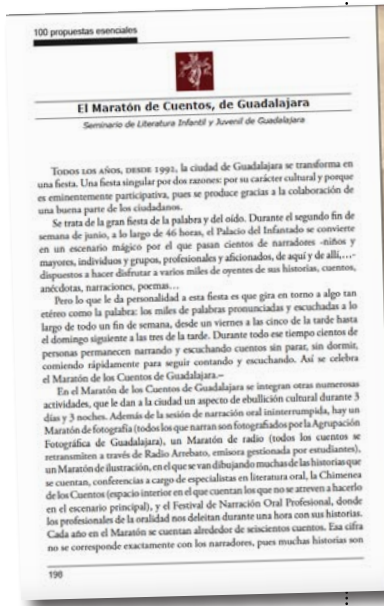 100 propuestas esenciales
El Maratón de Cuentos, de Guadalajara
Seminario de Literatura Infantil y Juvenil de Guadalajara
TODOS LOS AÑOS, DESDE 1992, la ciudad de Guadalajara se transforma en
una fiesta. Una fiesta singular por dos razones: por su carácter cultural y porque
es eminentemente participativa, pues se produce gracias a la colaboración de
una buena parte de los ciudadanos.
Se trata de la gran fiesta de la palabra y del oído. Durante el segundo fin de
semana de junio, a lo largo de 46 horas, el Palacio del Infantado se convierte
en un escenario mágico por el que pasan cientos de narradores -niños y
mayores, individuos y grupos, profesionales y aficionados, de aquí y de allí,…-
dispuestos a hacer disfrutar a varios miles de oyentes de sus historias, cuentos,
anécdotas, narraciones, poemas…
Pero lo que le da personalidad a esta fiesta es que gira en torno a algo tan
etéreo como la palabra: los miles de palabras pronunciadas y escuchadas a lo
largo de todo un fin de semana, desde un viernes a las cinco de la tarde hasta
el domingo siguiente a las tres de la tarde. Durante todo ese tiempo cientos de
personas permanecen narrando y escuchando cuentos sin parar, sin dormir,
comiendo rápidamente para seguir contando y escuchando. Así se celebra
el Maratón de los Cuentos de Guadalajara.–
En el Maratón de los Cuentos de Guadalajara se integran otras numerosas
actividades, que le dan a la ciudad un aspecto de ebullición cultural durante 3
días y 3 noches. Además de la sesión de narración oral ininterrumpida, hay un
Maratón de fotografía (todos los que narran son fotografiados por la Agrupación
Fotográfica de Guadalajara), un Maratón de radio (todos los cuentos se
retransmiten a través de Radio Arrebato, emisora gestionada por estudiantes),
un Maratón de ilustración, en el que se van dibujando muchas de las historias que
se cuentan, conferencias a cargo de especialistas en literatura oral, la Chimenea
de los Cuentos (espacio interior en el que cuentan los que no se atreven a hacerlo
en el escenario principal), y el Festival de Narración Oral Profesional, donde
los profesionales de la oralidad nos deleitan durante una hora con sus historias.
Cada año en el Maratón se cuentan alrededor de seiscientos cuentos. Esa cifra
no se corresponde exactamente con los narradores, pues muchas historias son
198